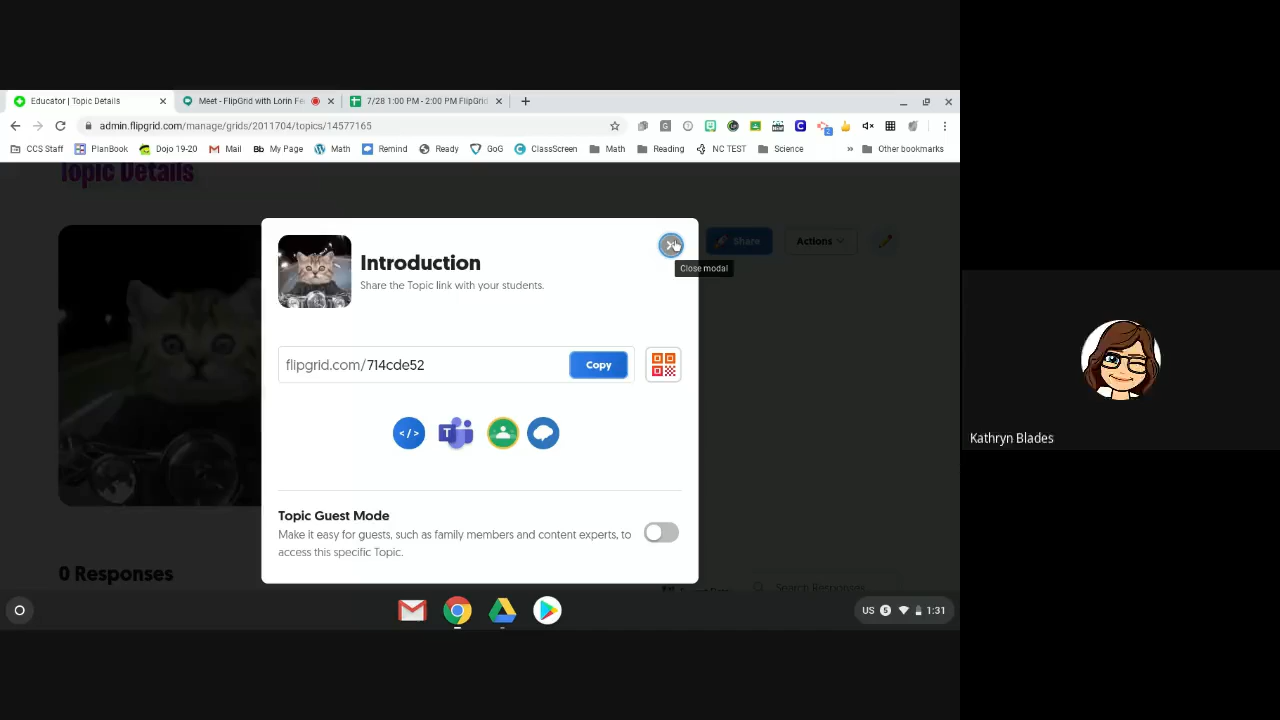 Educator | Topic Details
Meet - FlipGrid with Lorin Fe
7/28 1:00 PM - 2:00 PM FlipGrid
admin.flipgrid.com/manage/grids/2011704/topics/14577165
CCS Staff PlanBook Dojo 19-20 Mail Bb My Page Math Remind Ready GoG ClassScreen Math Reading NC TEST Science » Other bookmarks
Topic Details
Introduction
Share the Topic link with your students.
Close modal
Share
Actions
flipgrid.com/714cde52
Copy
</>
T
Topic Guest Mode
Make it easy for guests, such as family members and content experts, to
access this specific Topic.
0 Responses
Search Responses
US 5 1:31
Kathryn Blades